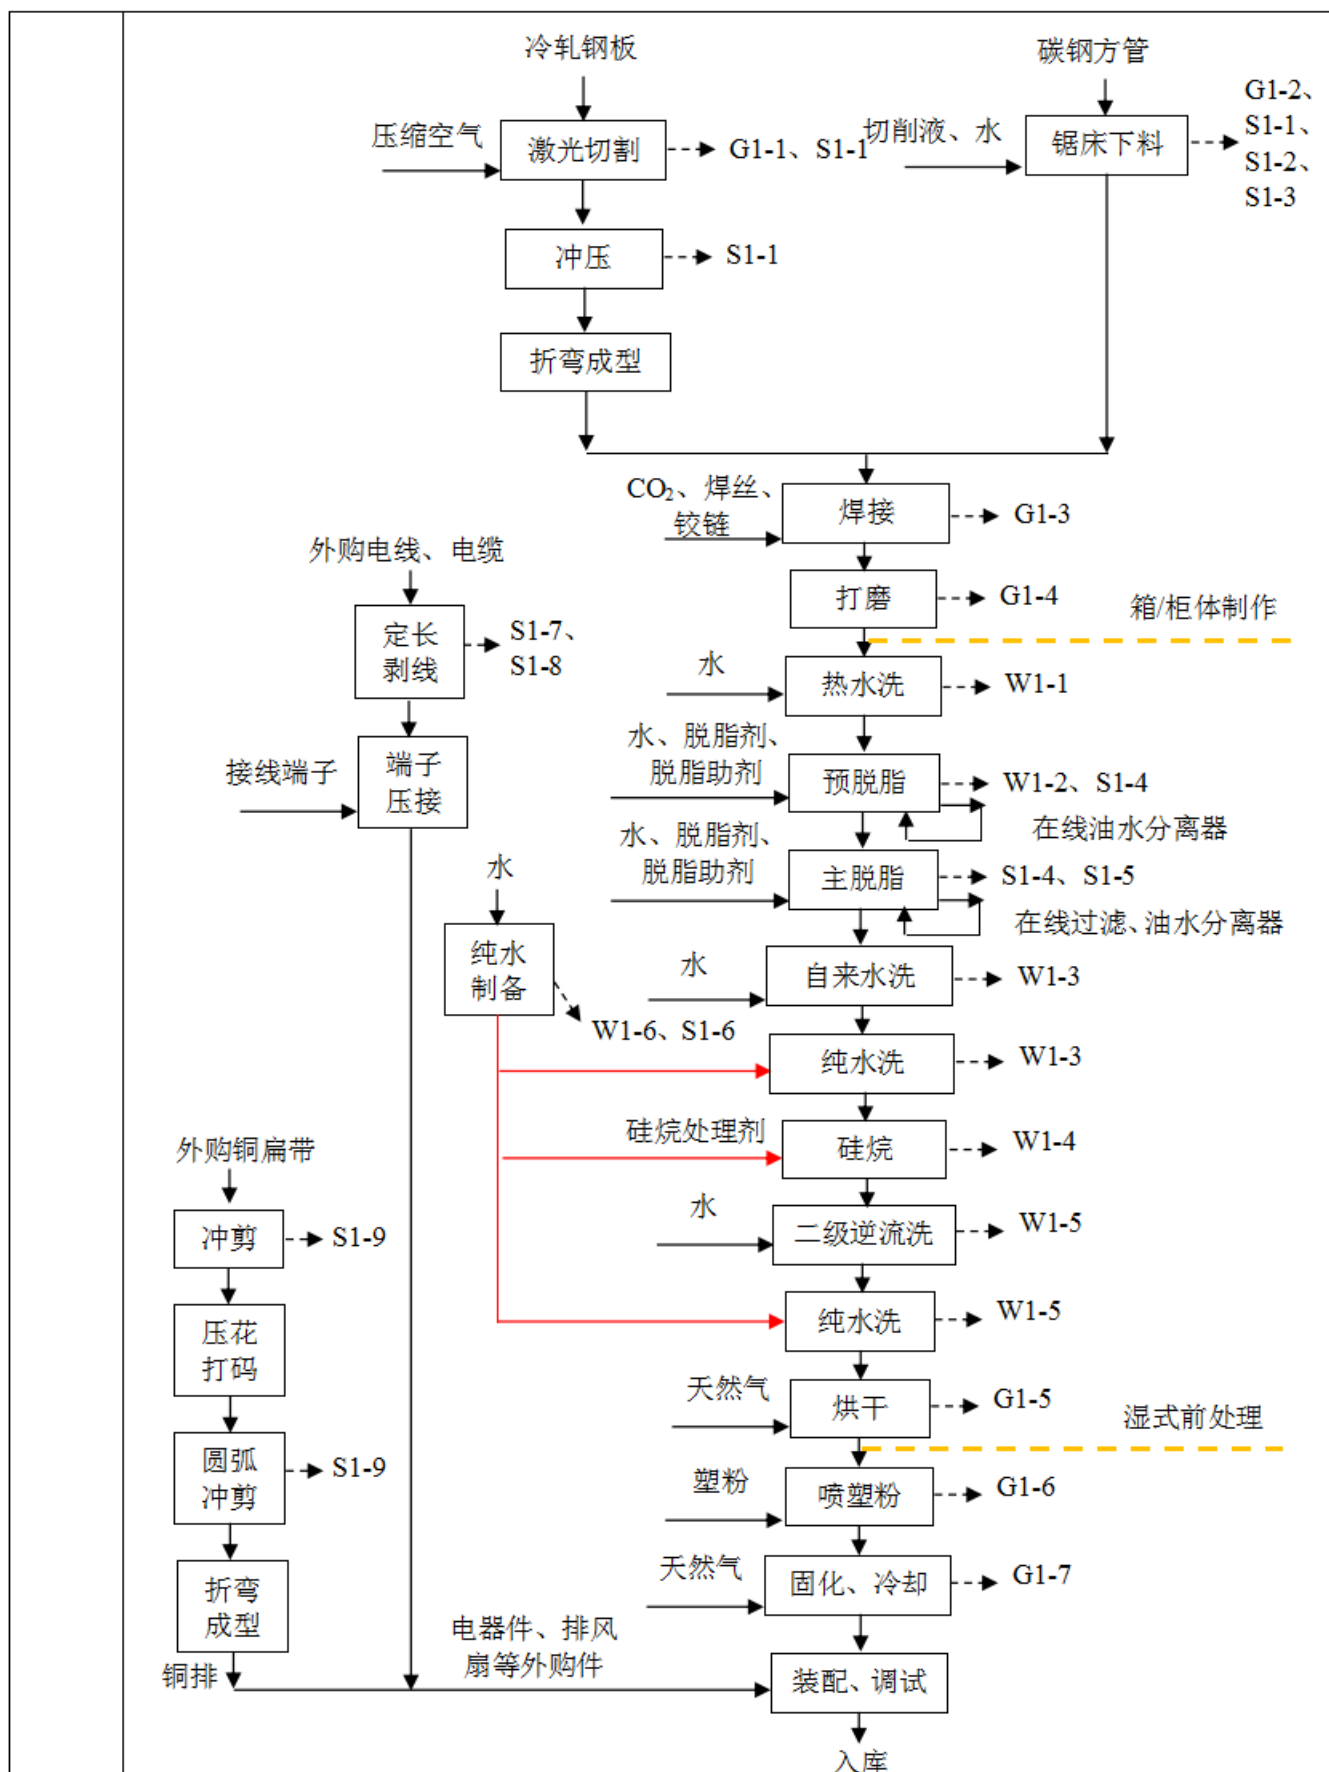 冷轧钢板
碳钢方管
压缩空气
激光切割
G1-1、S1-1
切削液、水
锯床下料
G1-2、
S1-1、
S1-2、
S1-3
冲压
S1-1
折弯成型
CO₂、焊丝、
铰链
焊接
G1-3
外购电线、电缆
打磨
G1-4
箱/柜体制作
定长
剥线
S1-7、
S1-8
水
热水洗
W1-1
接线端子
端子
压接
水、脱脂剂、
脱脂助剂
预脱脂
W1-2、S1-4
在线油水分离器
水、脱脂剂、
脱脂助剂
主脱脂
S1-4、S1-5
在线过滤、油水分离器
水
纯水
制备
W1-6、S1-6
水
自来水洗
W1-3
纯水洗
W1-3
硅烷处理剂
硅烷
W1-4
外购铜扁带
水
二级逆流洗
W1-5
冲剪
S1-9
纯水洗
W1-5
压花
打码
天然气
烘干
G1-5
湿式前处理
圆弧
冲剪
S1-9
塑粉
喷塑粉
G1-6
折弯
成型
天然气
固化、冷却
G1-7
铜排
电器件、排风
扇等外购件
装配、调试
入库